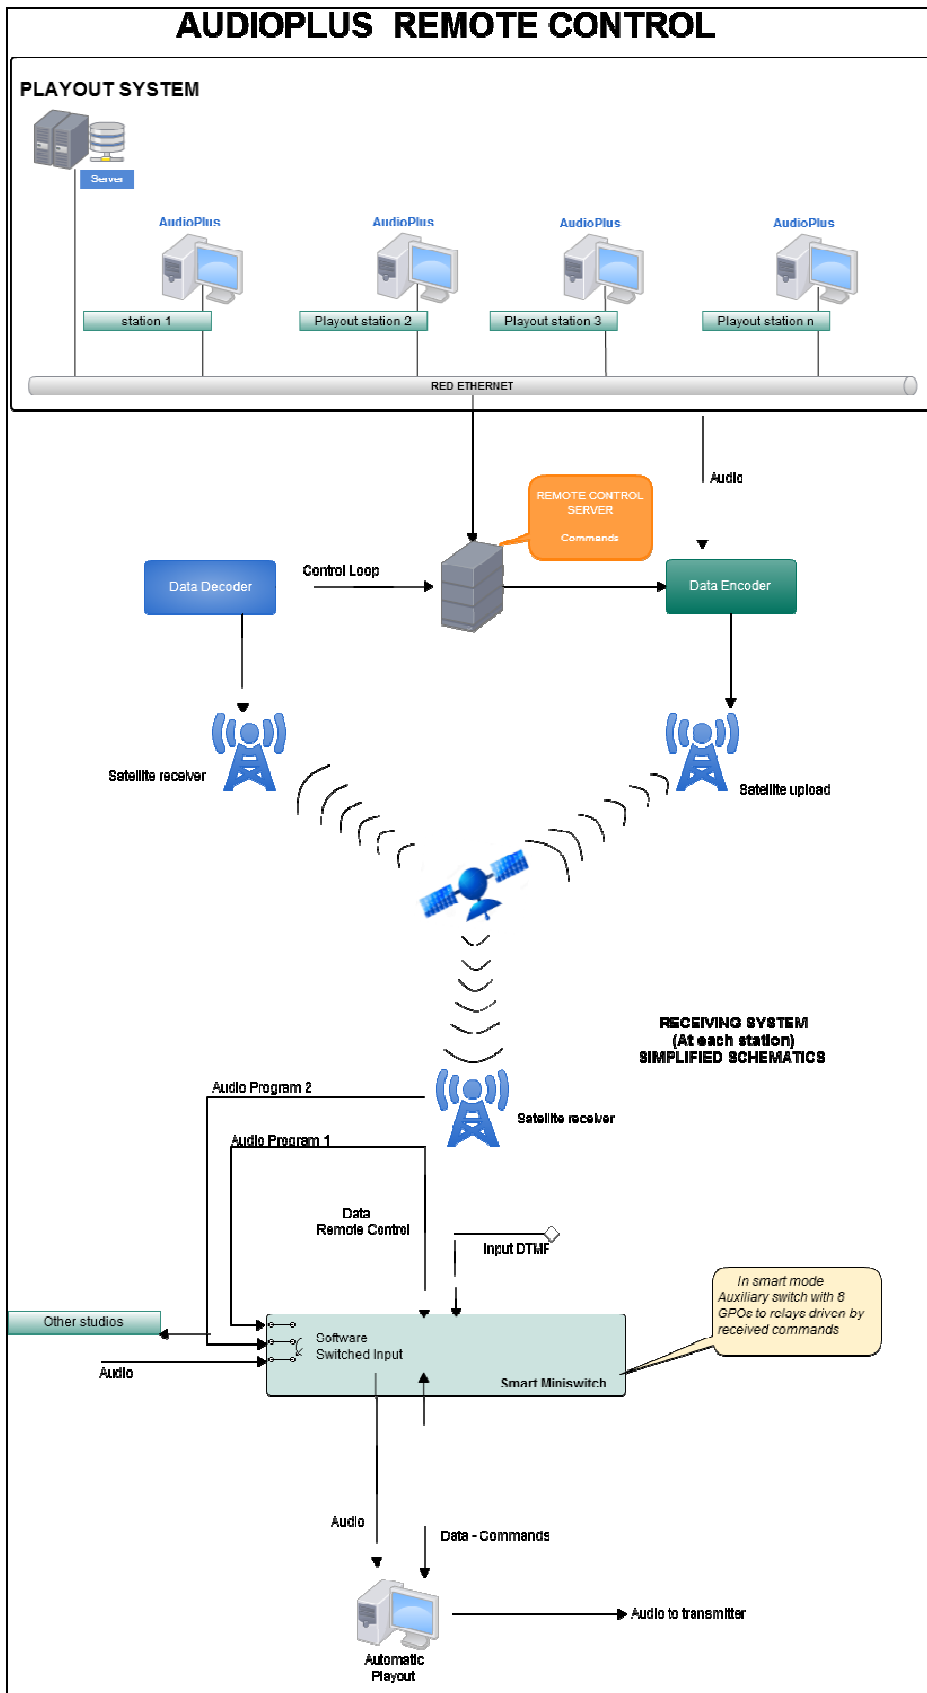 AUDIOPLUS REMOTE CONTROL
PLAYOUT SYSTEM
Server
AudioPlus
AudioPlus
AudioPlus
AudioPlus
station 1
Playout station 2
Playout station 3
Playout station n
RED ETHERNET
Audio
REMOTE CONTROL
SERVER
Commands
Control Loop
Data Decoder
Data Encoder
Satellite receiver
Satellite upload
RECEIVING SYSTEM
(At each station)
SIMPLIFIED SCHEMATICS
Audio Program 2
Satellite receiver
Audio Program 1
Data
Remote Control
Input DTMF
In smart mode
Auxiliary switch with 8
GPOs to relays driven by
received commands
Other studios
Software
Switched Input
Audio
Smart Miniswitch
Audio
Data - Commands
Audio to transmitter
Automatic
Playout